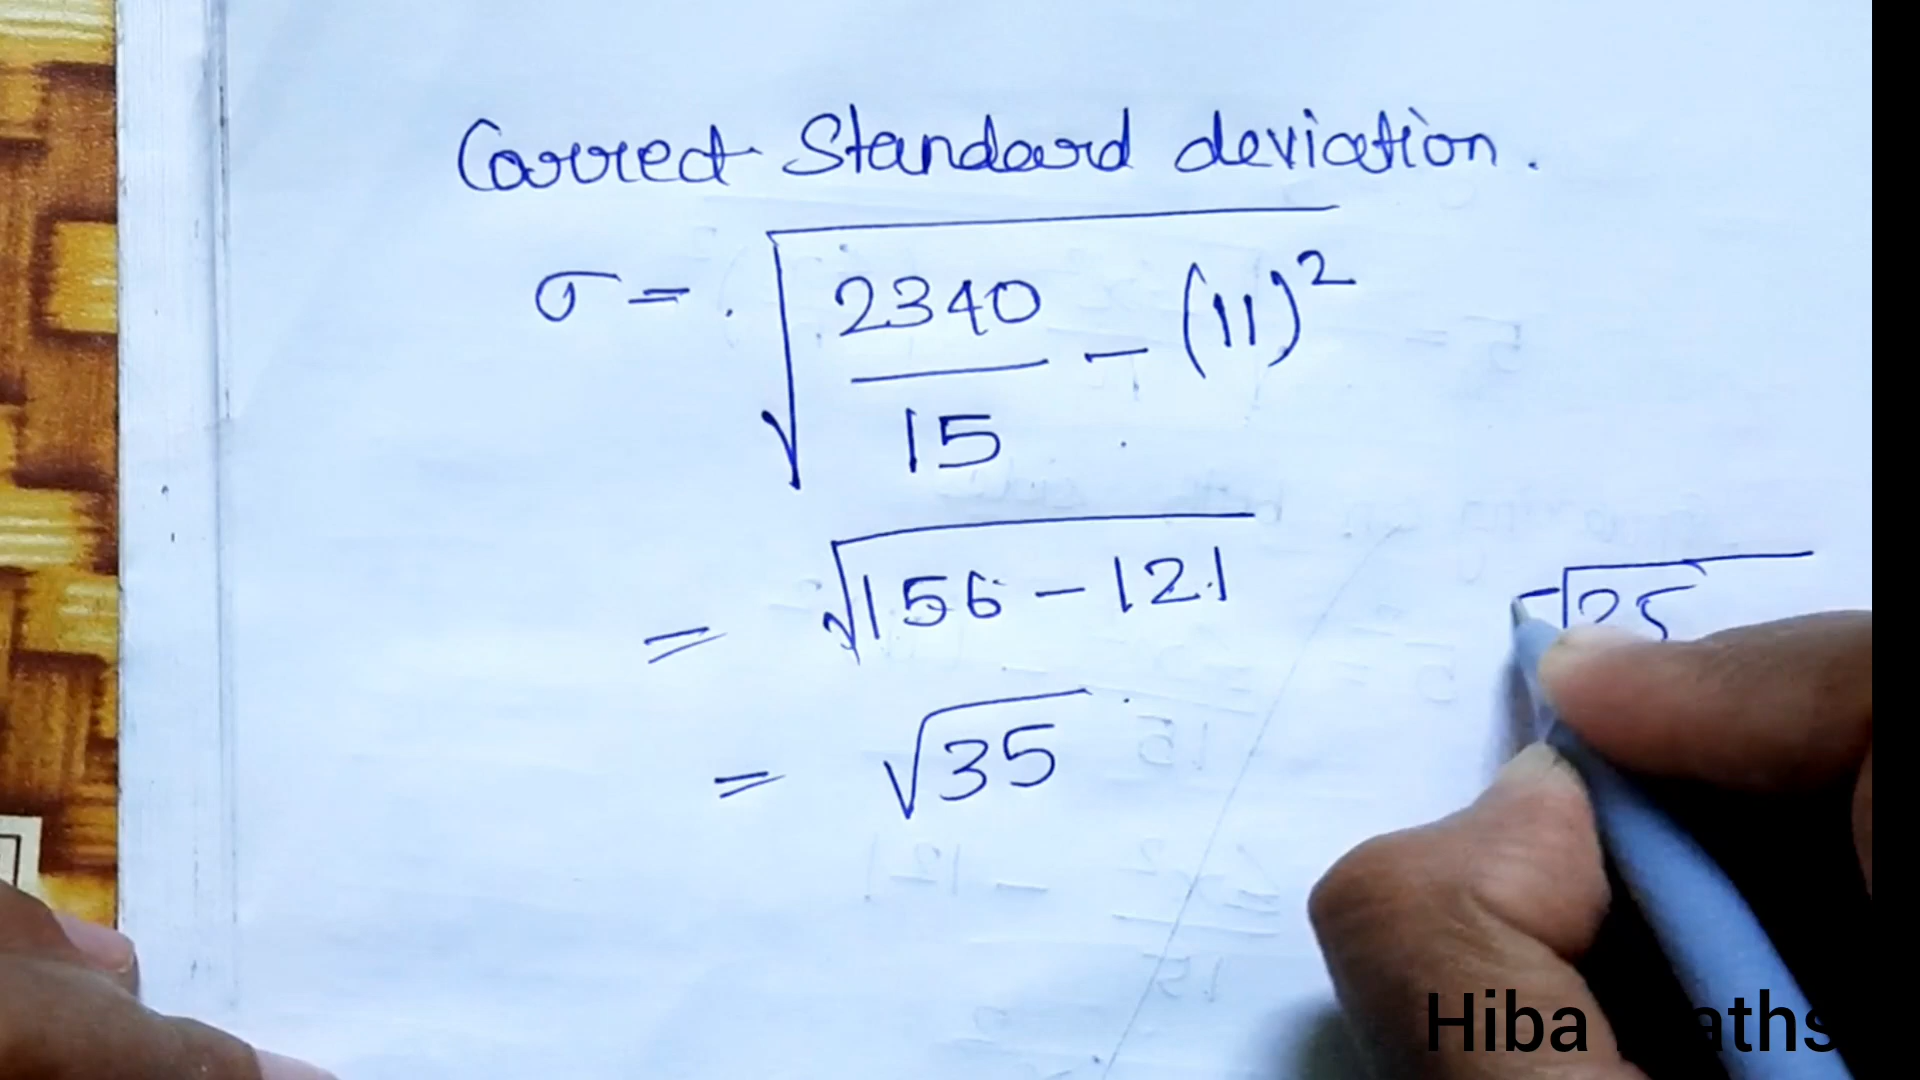 Correct Standard deviation.
σ = √(2340/15 - (11)²)
= √(156 - 121)
= √35
Hiba